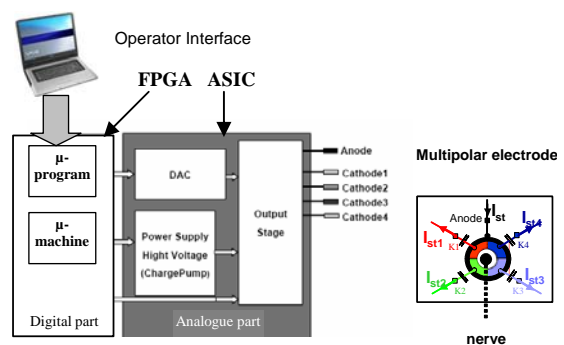 Operator Interface
FPGA ASIC
µ-
program
µ-
machine
Digital part
DAC
Power Supply
Hight Voltage
(ChargePump)
Output
Stage
Analogue part
Anode
Cathode1
Cathode2
Cathode3
Cathode4
Multipolar electrode
Anode
Ist
Ist1
K1
Ist4
K4
Ist2
K2
Ist3
K3
nerve